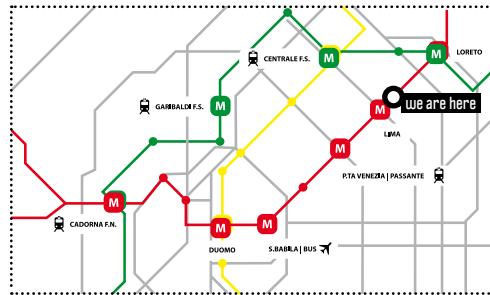 M
LORETO
CENTRALE F.S.
M
we are here
GARIBALDI F.S.
M
M
LIMA
M
P.TA VENEZIA | PASSANTE
M
CADORNA F.N.
M
M
DUOMO
S.BABILA | BUS